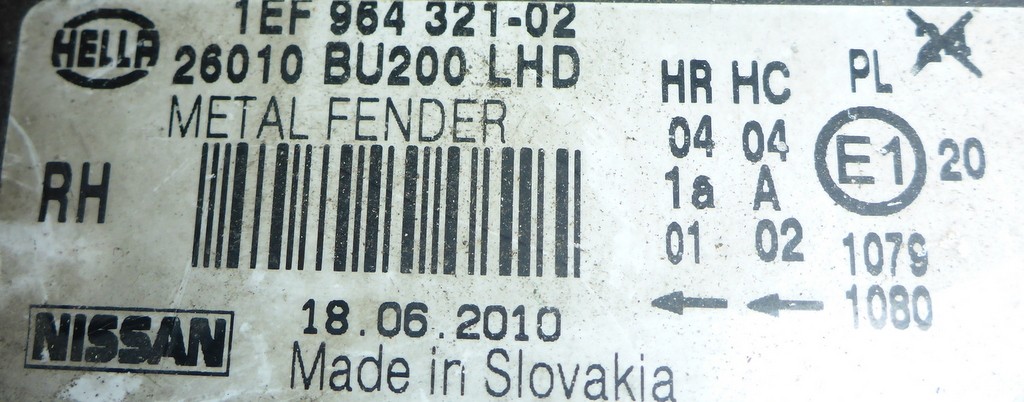 HELLA
1EF 964 321-02
26010 BU200 LHD
METAL FENDER
RH
NISSAN
18.06.2010
Made in Slovakia
HR HC PL
04 04 E1 20
1a A
01 02 1079
1080